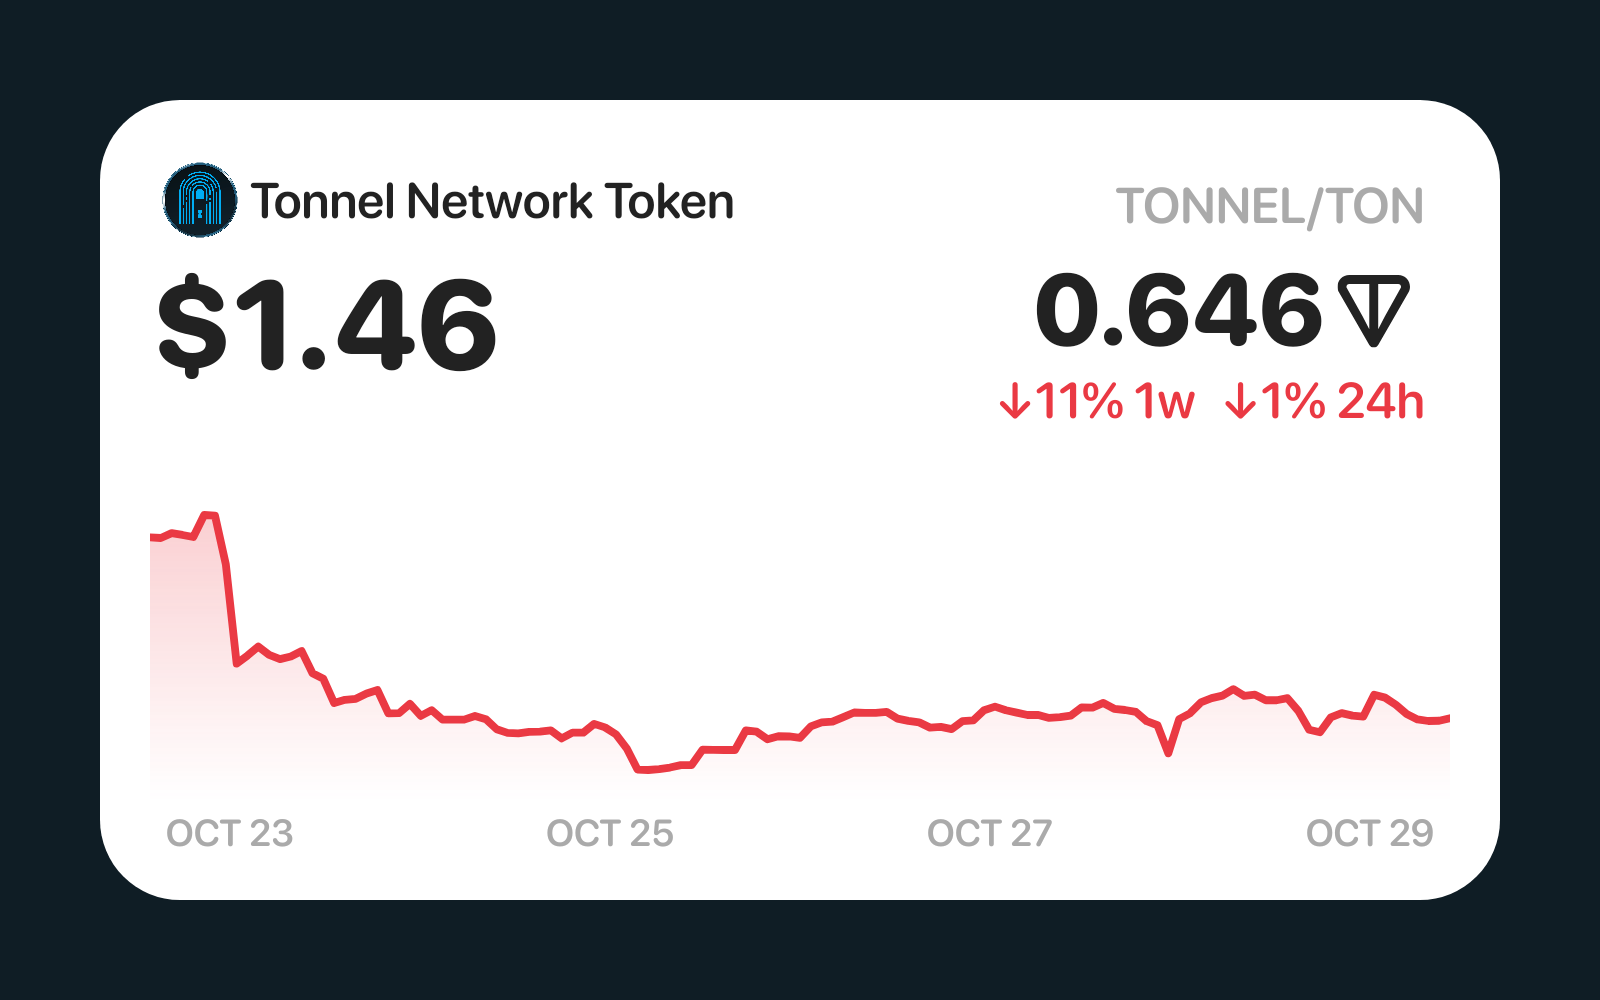 Tonnel Network Token
TONNEL/TON
$1.46
0.646
↓11% 1w ↓1% 24h
OCT 23 OCT 25 OCT 27 OCT 29